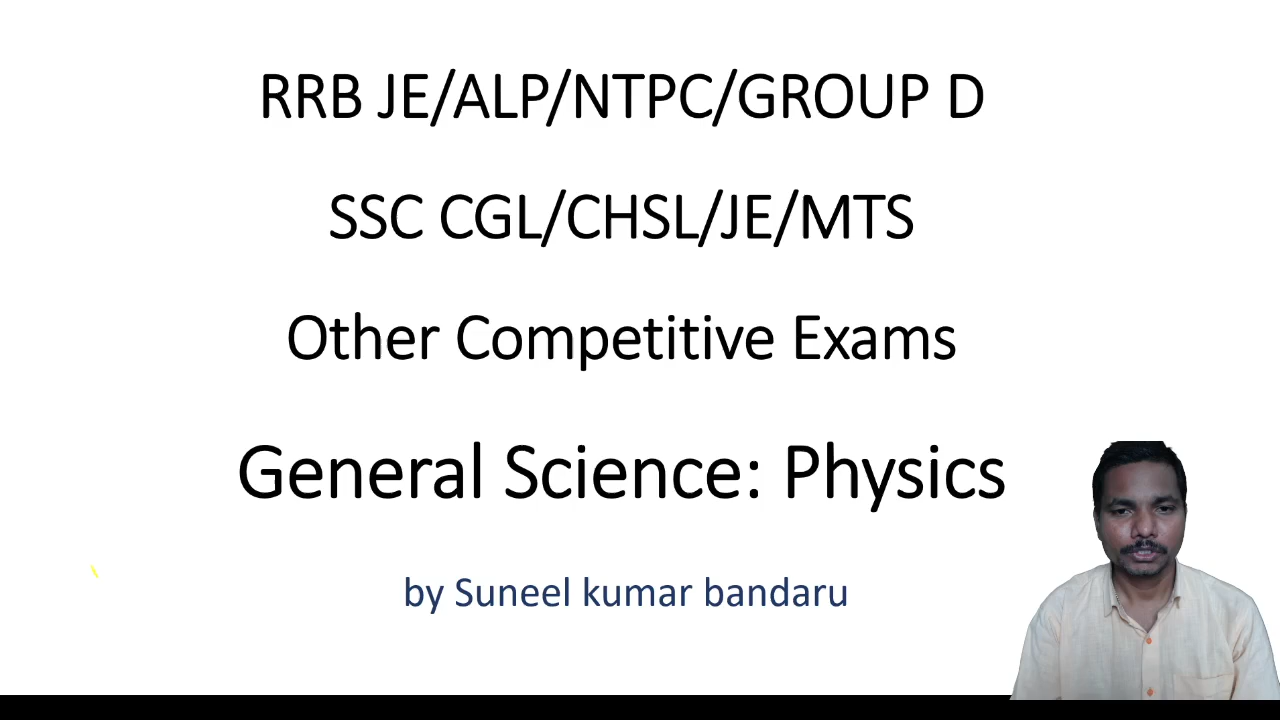 RRB JE/ALP/NTPC/GROUP D
SSC CGL/CHSL/JE/MTS
Other Competitive Exams
General Science: Physics
by Suneel kumar bandaru